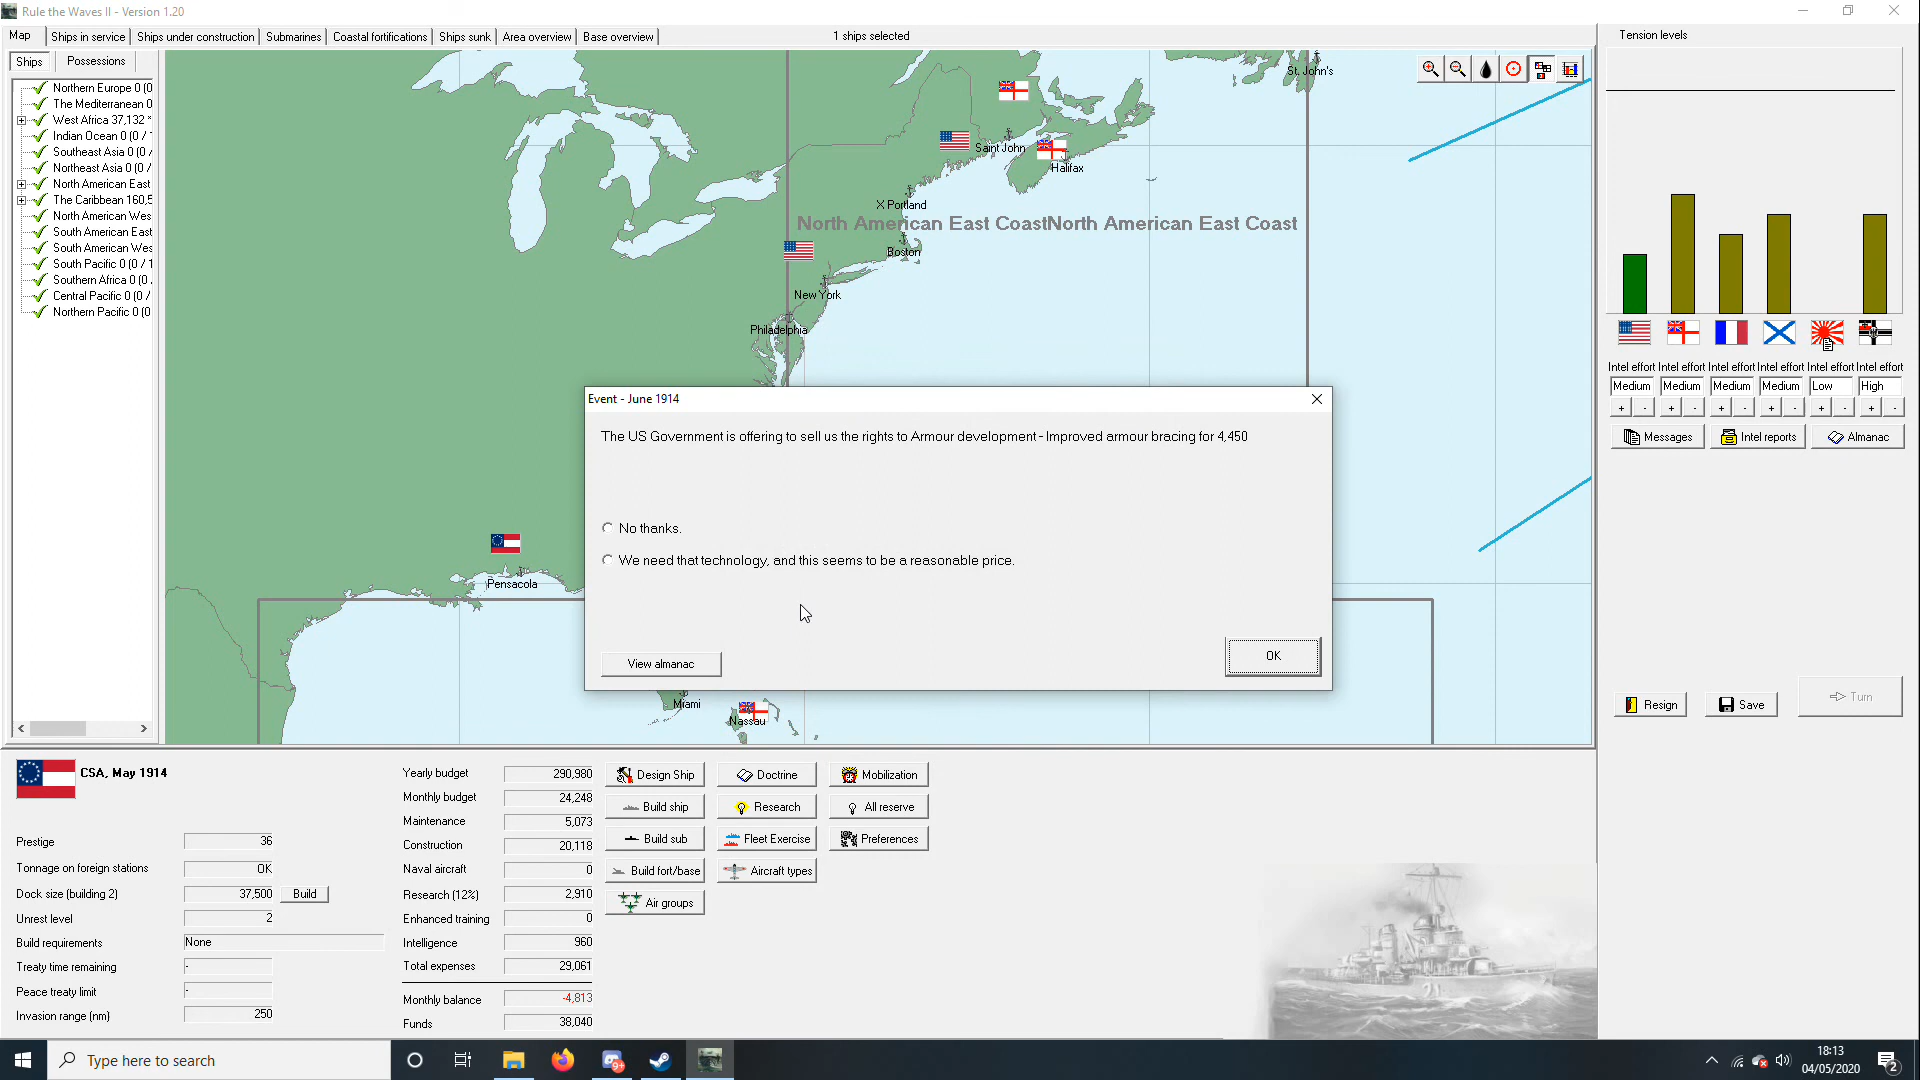 Rule the Waves II - Version 1.20
Map
Ships in service
Ships under construction
Submarines
Coastal fortifications
Ships sunk
Area overview
Base overview
1 ships selected
Tension levels
Ships
Possessions
Northern Europe 0 (0
The Mediterranean 0
West Africa 37,132 *
Indian Ocean 0 (0 / 1
Southeast Asia 0 (0 /
Northeast Asia 0 (0 /
North American East
The Caribbean 160,5
North American Wes
South American East
South American Wes
South Pacific 0 (0 / 1
Southern Africa 0 (0
Central Pacific 0 (0 /
Northern Pacific 0 (0
St. John's
Saint John
Halifax
X Portland
North American East CoastNorth American East Coast
Boston
New York
Philadelphia
Pensacola
Miami
Nassau
Event - June 1914
The US Government is offering to sell us the rights to Armour development - Improved armour bracing for 4,450
No thanks.
We need that technology, and this seems to be a reasonable price.
View almanac
OK
Intel effort Intel effort Intel effort Intel effort Intel effort Intel effort
Medium Medium Medium Medium Low High
+ - + - + - + - + - + -
Messages
Intel reports
Almanac
Resign
Save
Turn
CSA, May 1914
Prestige 36
Tonnage on foreign stations OK
Dock size (building 2) 37,500 Build
Unrest level 2
Build requirements None
Treaty time remaining -
Peace treaty limit -
Invasion range (nm) 250
Yearly budget 290,980
Monthly budget 24,248
Maintenance 5,073
Construction 20,118
Naval aircraft 0
Research (12%) 2,910
Enhanced training 0
Intelligence 960
Total expenses 29,061
Monthly balance -4,813
Funds 38,040
Design Ship
Doctrine
Mobilization
Build ship
Research
All reserve
Build sub
Fleet Exercise
Preferences
Build fort/base
Aircraft types
Air groups
Type here to search
9+
18:13
04/05/2020
2